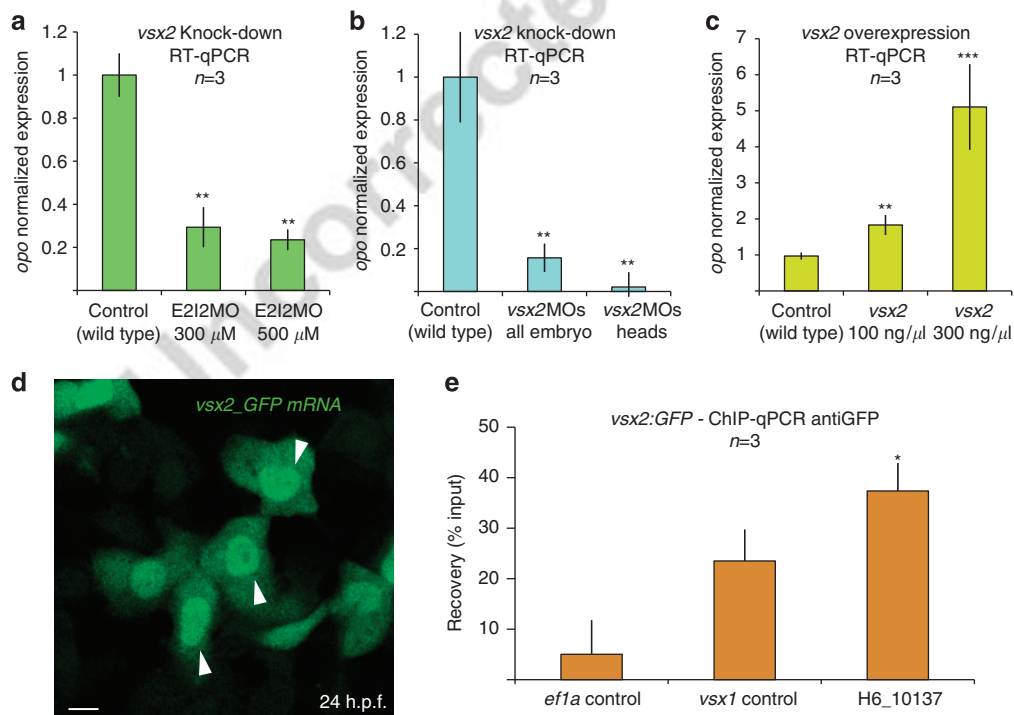 a
vsx2 Knock-down
RT-qPCR
n=3
opo normalized expression
1.2
1
0.8
0.6
0.4
0.2
**
**
Control
(wild type)
E2I2MO
300 μM
E2I2MO
500 μM
b
vsx2 knock-down
RT-qPCR
n=3
opo normalized expression
1.2
1
0.8
0.6
0.4
0.2
**
**
Control
(wild type)
vsx2MOs
all embryo
vsx2MOs
heads
c
vsx2 overexpression
RT-qPCR
n=3
opo normalized expression
7
6
5
4
3
2
1
0
**
***
Control
(wild type)
vsx2
100 ng/μl
vsx2
300 ng/μl
d
vsx2_GFP mRNA
24 h.p.f.
e
vsx2:GFP - ChIP-qPCR antiGFP
n=3
Recovery (% input)
50
40
30
20
10
*
ef1a control
vsx1 control
H6_10137
Incorrecte